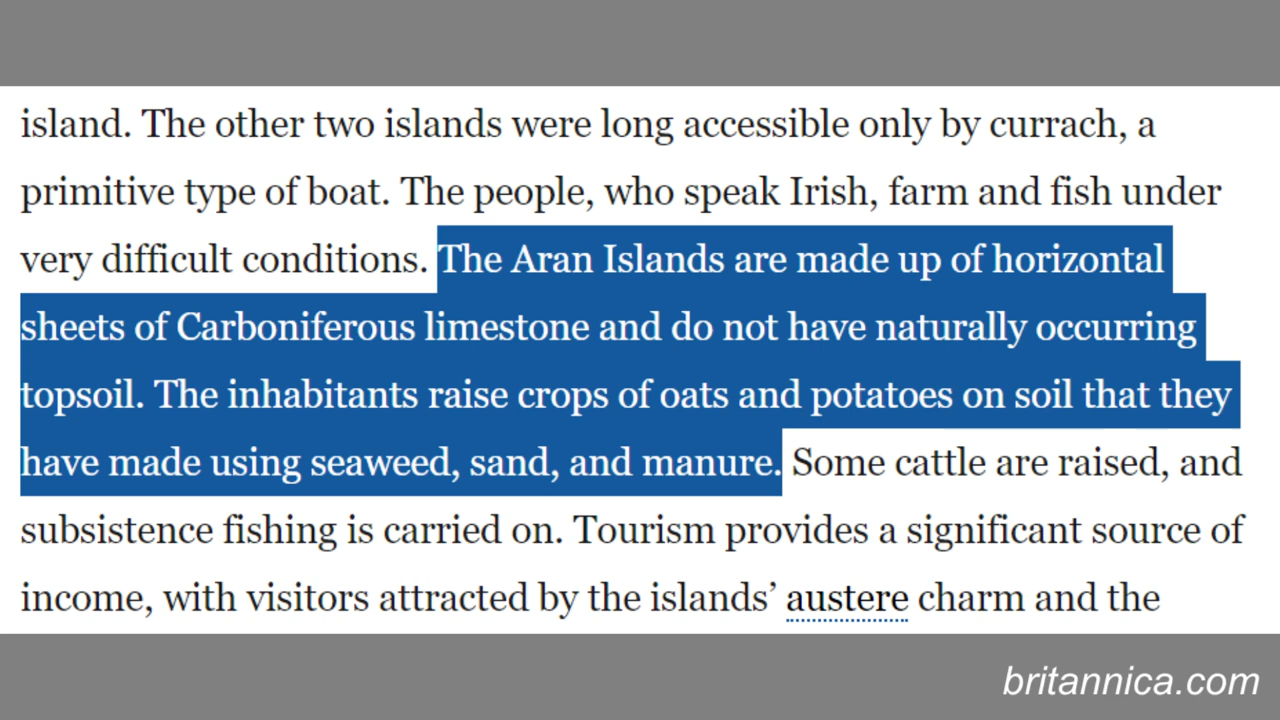 island. The other two islands were long accessible only by currach, a
primitive type of boat. The people, who speak Irish, farm and fish under
very difficult conditions. The Aran Islands are made up of horizontal
sheets of Carboniferous limestone and do not have naturally occurring
topsoil. The inhabitants raise crops of oats and potatoes on soil that they
have made using seaweed, sand, and manure. Some cattle are raised, and
subsistence fishing is carried on. Tourism provides a significant source of
income, with visitors attracted by the islands’ austere charm and the
britannica.com